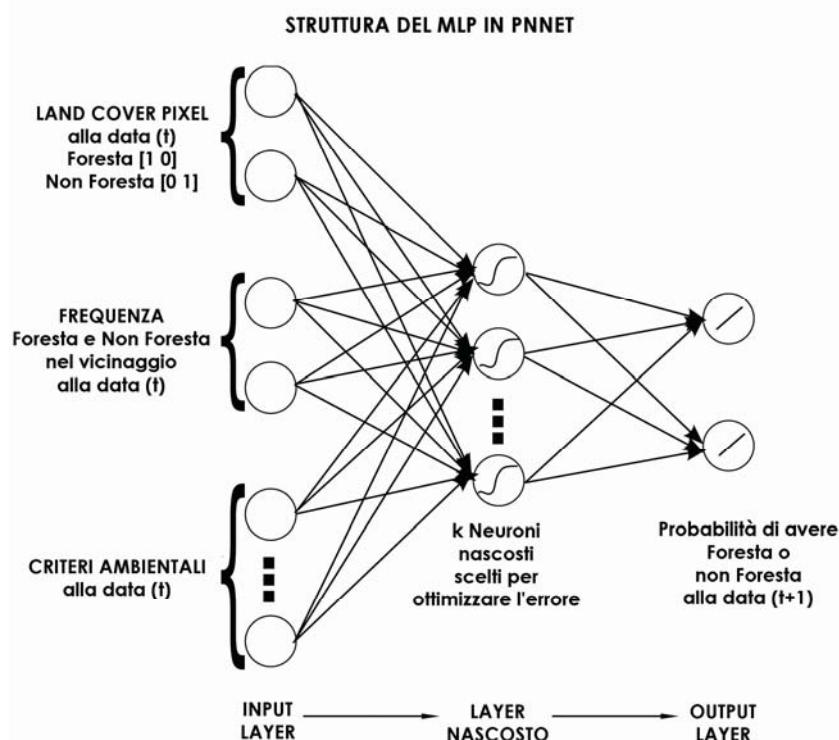 STRUTTURA DEL MLP IN PNNET
LAND COVER PIXEL
alla data (t)
Foresta [1 0]
Non Foresta [0 1]
FREQUENZA
Foresta e Non Foresta
nel vicinaggio
alla data (t)
CRITERI AMBIENTALI
alla data (t)
k Neuroni
nascosti
scelti per
ottimizzare l'errore
Probabilità di avere
Foresta o
non Foresta
alla data (t+1)
INPUT
LAYER
LAYER
NASCOSTO
OUTPUT
LAYER